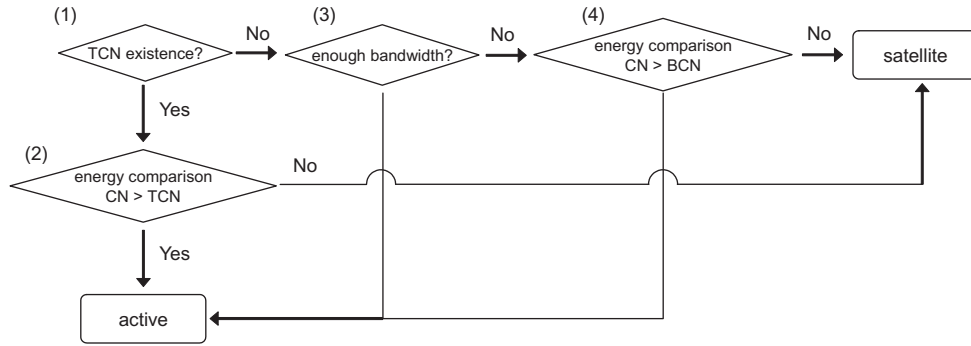 (1)
TCN existence?
No
(3)
enough bandwidth?
No
(4)
energy comparison
CN > BCN
No
satellite
Yes
(2)
energy comparison
CN > TCN
No
Yes
active